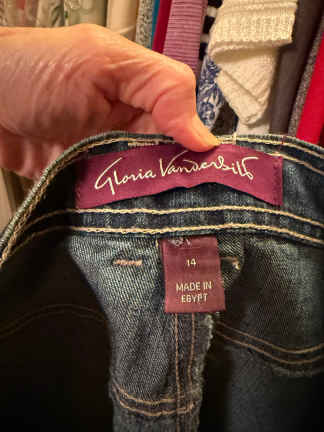 Gloria Vanderbilt
14
MADE IN
EGYPT